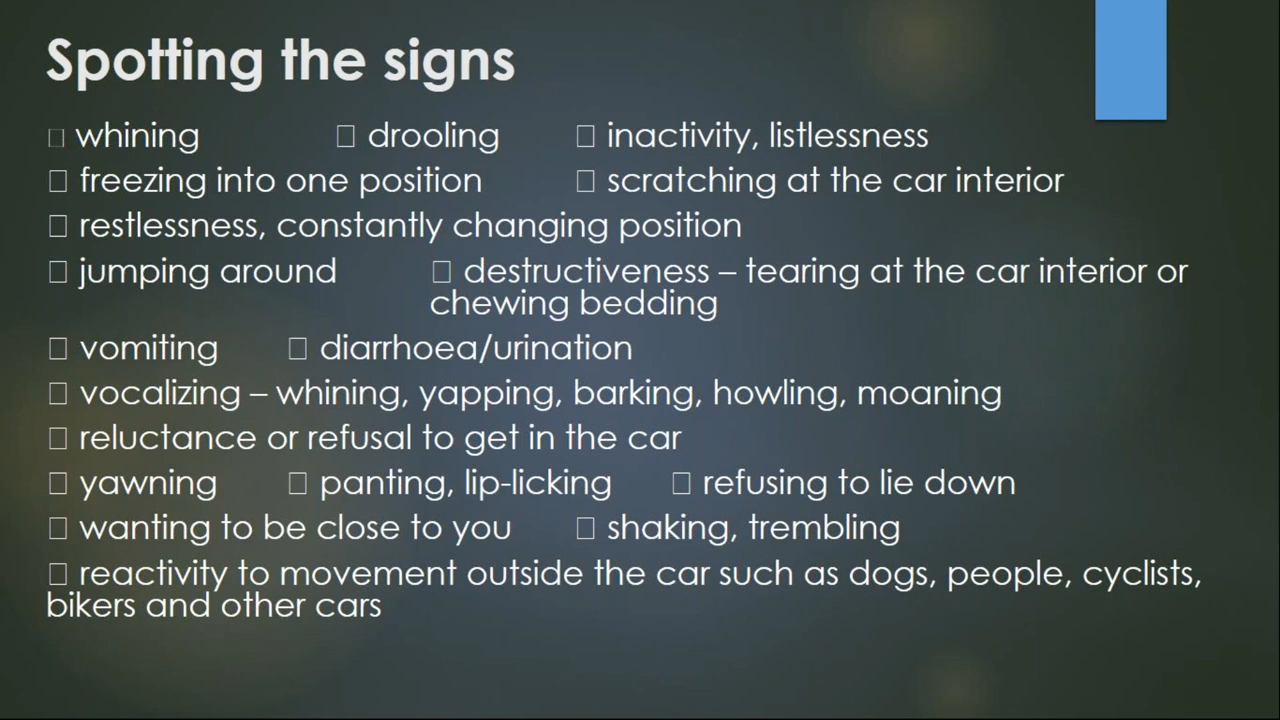 Spotting the signs
□ whining □ drooling □ inactivity, listlessness
□ freezing into one position □ scratching at the car interior
□ restlessness, constantly changing position
□ jumping around □ destructiveness – tearing at the car interior or
chewing bedding
□ vomiting □ diarrhoea/urination
□ vocalizing – whining, yapping, barking, howling, moaning
□ reluctance or refusal to get in the car
□ yawning □ panting, lip-licking □ refusing to lie down
□ wanting to be close to you □ shaking, trembling
□ reactivity to movement outside the car such as dogs, people, cyclists,
bikers and other cars